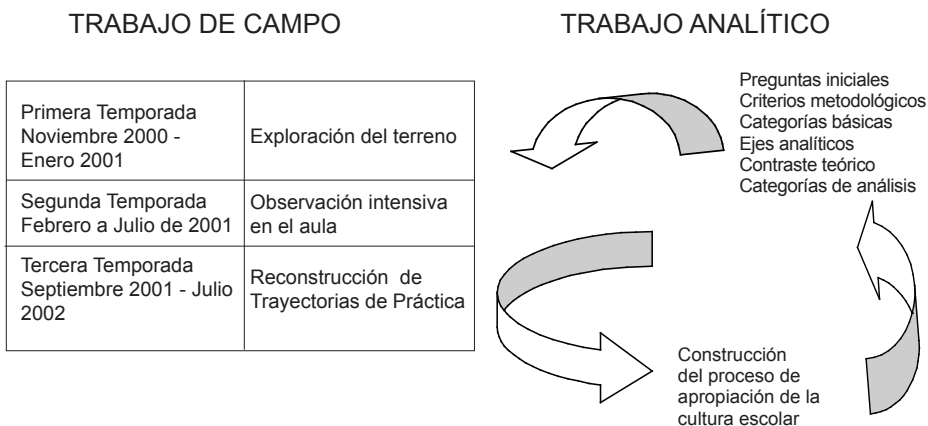 TRABAJO DE CAMPO
TRABAJO ANALÍTICO
Primera Temporada
Noviembre 2000 -
Enero 2001
Exploración del terreno
Segunda Temporada
Febrero a Julio de 2001
Observación intensiva
en el aula
Tercera Temporada
Septiembre 2001 - Julio
2002
Reconstrucción de
Trayectorias de Práctica
Preguntas iniciales
Criterios metodológicos
Categorías básicas
Ejes analíticos
Contraste teórico
Categorías de análisis
Construcción
del proceso de
apropiación de la
cultura escolar